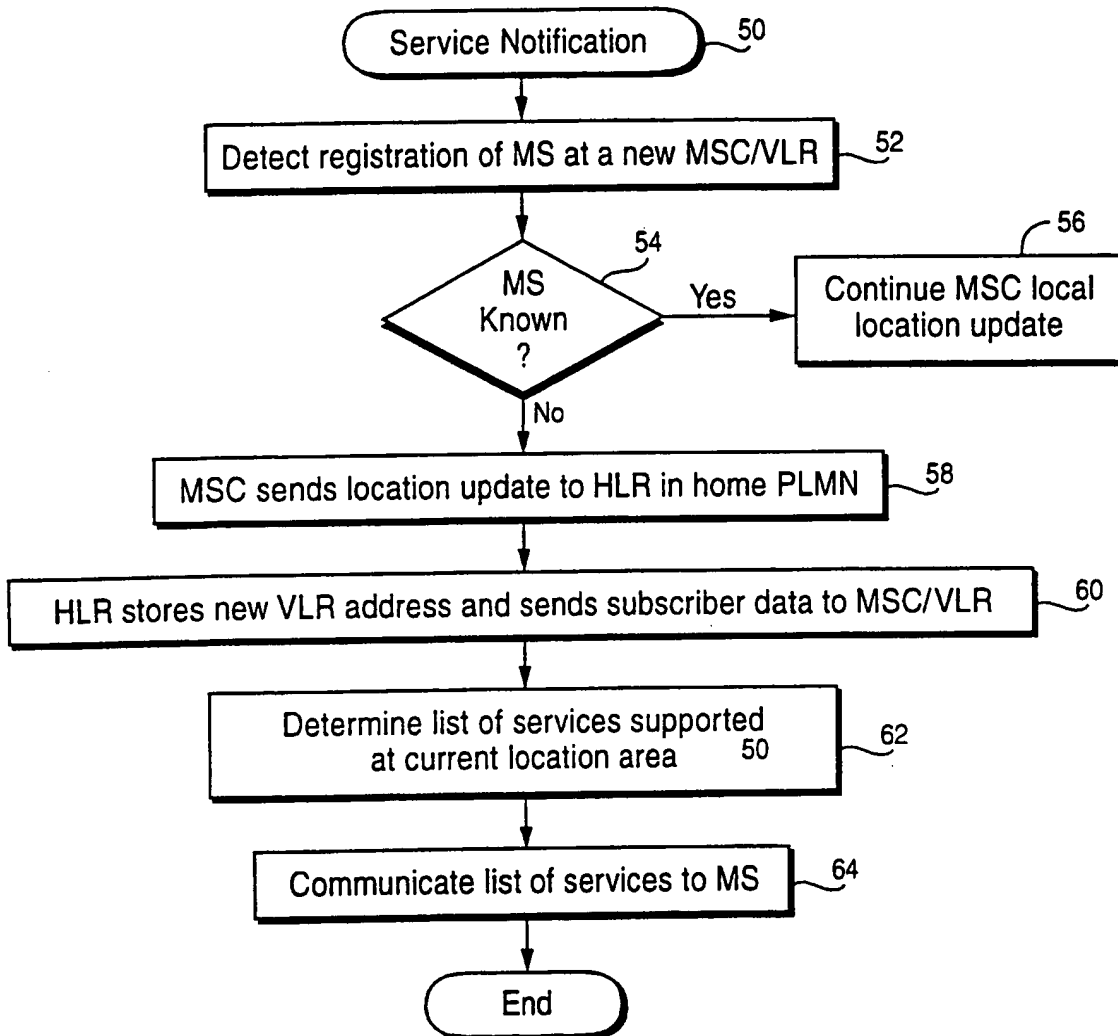 Service Notification
50
Detect registration of MS at a new MSC/VLR
52
54
MS
Known
?
Yes
56
Continue MSC local
location update
No
MSC sends location update to HLR in home PLMN
58
HLR stores new VLR address and sends subscriber data to MSC/VLR
60
Determine list of services supported
at current location area 50
62
Communicate list of services to MS
64
End